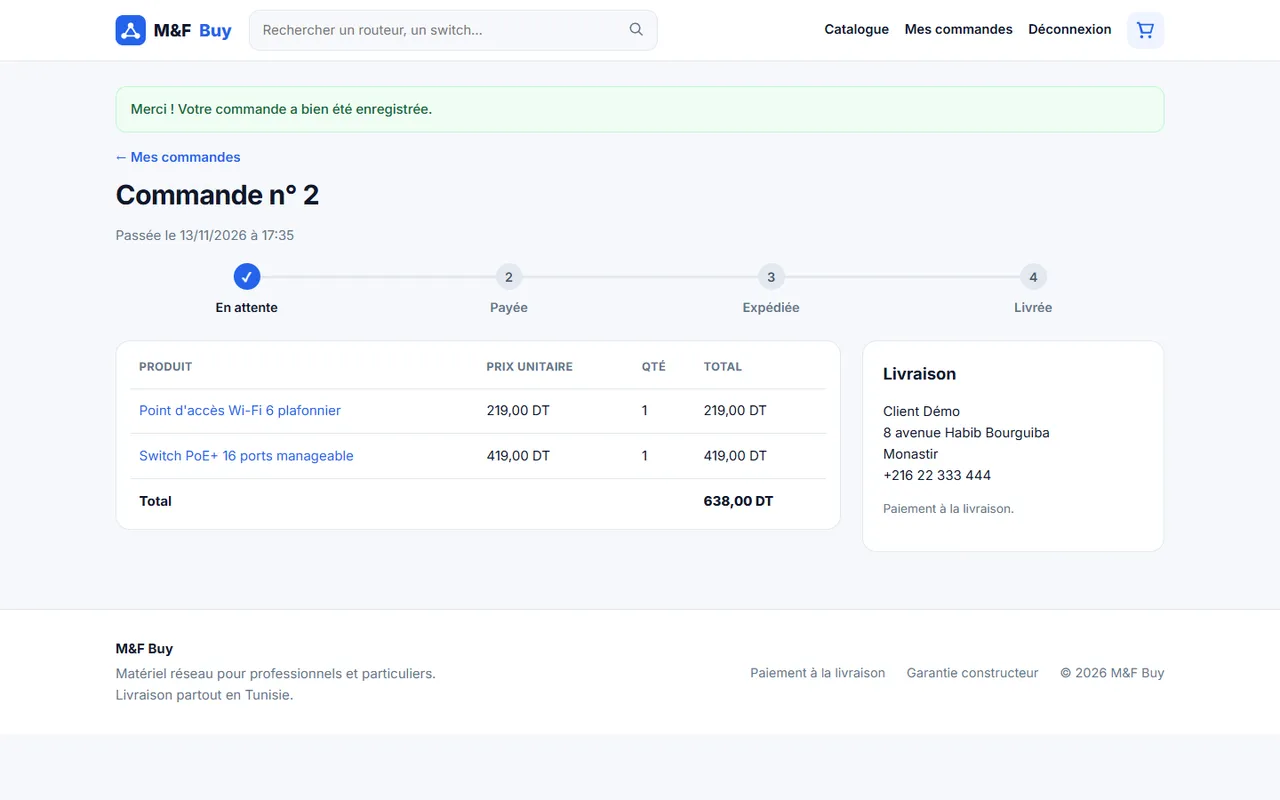 M&F Buy
Rechercher un routeur, un switch...
Catalogue Mes commandes Déconnexion
Merci ! Votre commande a bien été enregistrée.
← Mes commandes
Commande n° 2
Passée le 13/11/2026 à 17:35
✓ 2 3 4
En attente Payée Expédiée Livrée
PRODUIT PRIX UNITAIRE QTÉ TOTAL
Point d'accès Wi-Fi 6 plafonnier 219,00 DT 1 219,00 DT
Switch PoE+ 16 ports manageable 419,00 DT 1 419,00 DT
Total 638,00 DT
Livraison
Client Démo
8 avenue Habib Bourguiba
Monastir
+216 22 333 444
Paiement à la livraison.
M&F Buy
Matériel réseau pour professionnels et particuliers.
Livraison partout en Tunisie.
Paiement à la livraison Garantie constructeur © 2026 M&F Buy